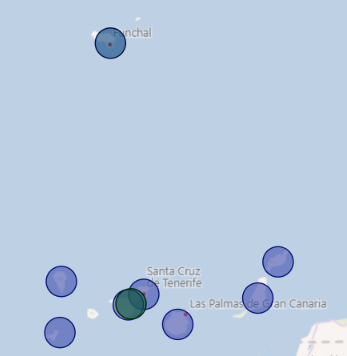 Funchal
Santa Cruz
de Tenerife
Las Palmas de Gran Canaria